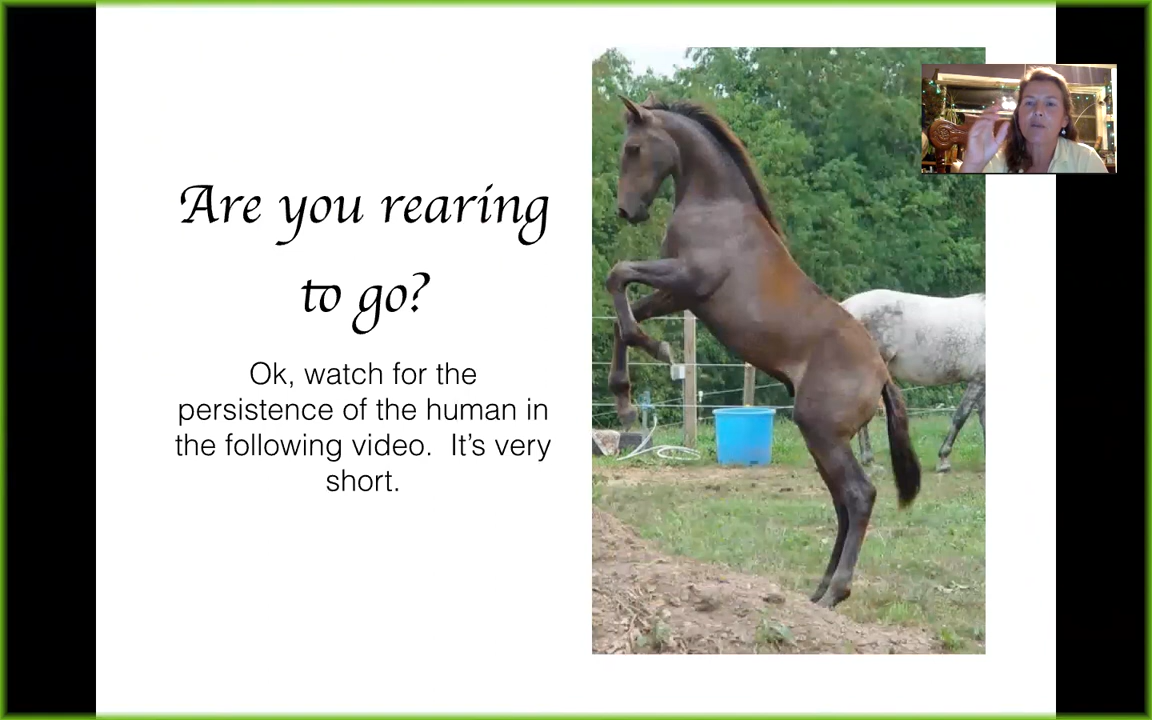 Are you rearing
to go?
Ok, watch for the
persistence of the human in
the following video.  It’s very
short.